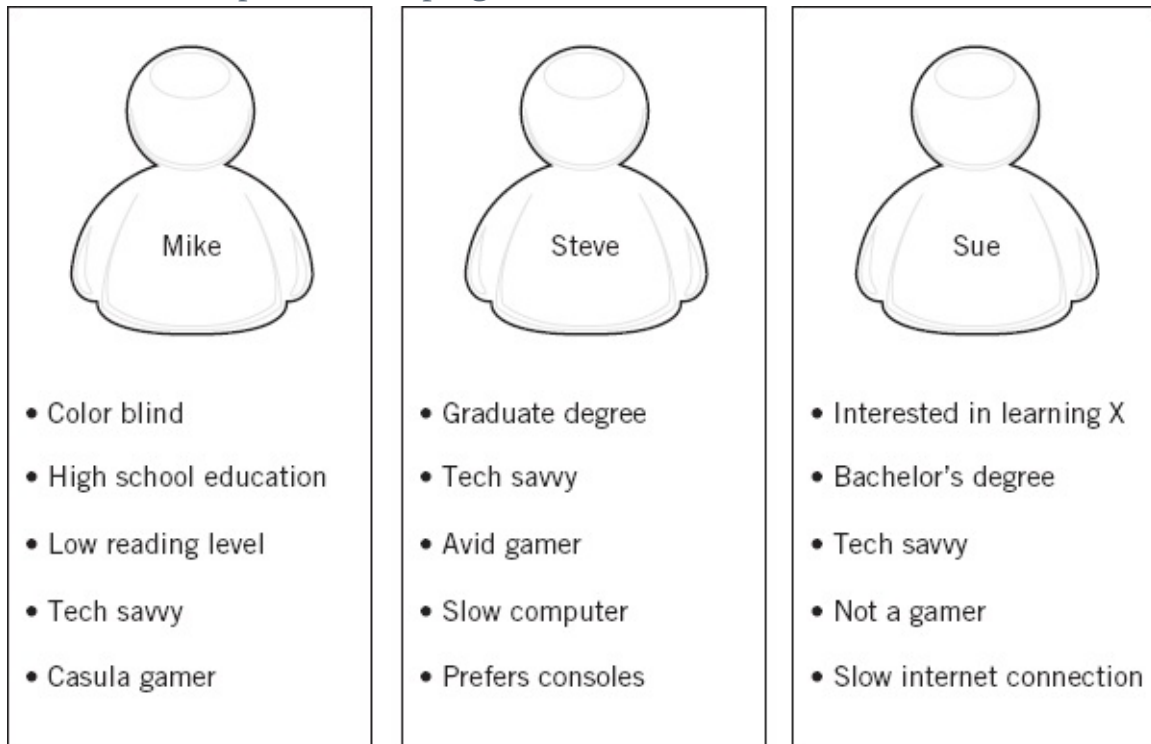 Mike
• Color blind
• High school education
• Low reading level
• Tech savvy
• Casula gamer
Steve
• Graduate degree
• Tech savvy
• Avid gamer
• Slow computer
• Prefers consoles
Sue
• Interested in learning X
• Bachelor’s degree
• Tech savvy
• Not a gamer
• Slow internet connection